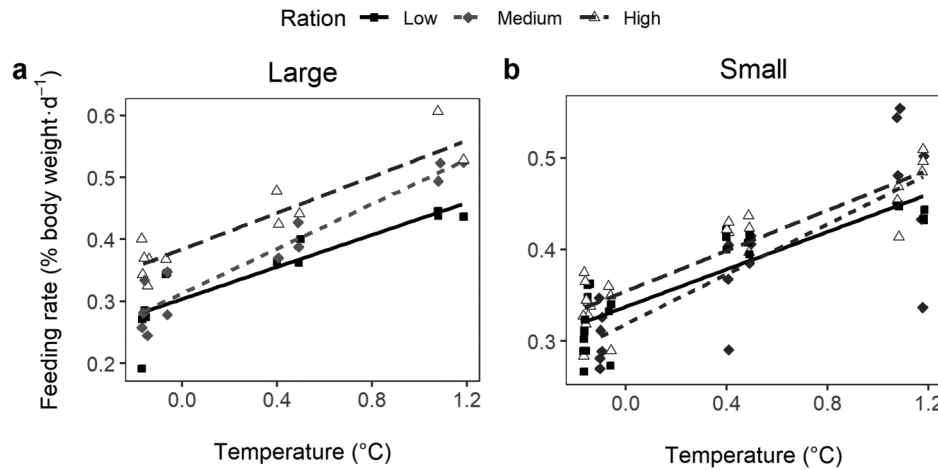 Ration Low Medium High
a Large
b Small
Feeding rate (% body weight·d⁻¹)
0.6
0.5
0.4
0.3
0.2
0.0 0.4 0.8 1.2
Temperature (°C)
0.5
0.4
0.3
0.0 0.4 0.8 1.2
Temperature (°C)